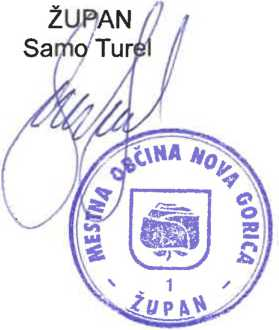 ŽUPAN
Samo Turel
MESTNA OBČINA NOVA GORICA
1
- ŽUPAN -